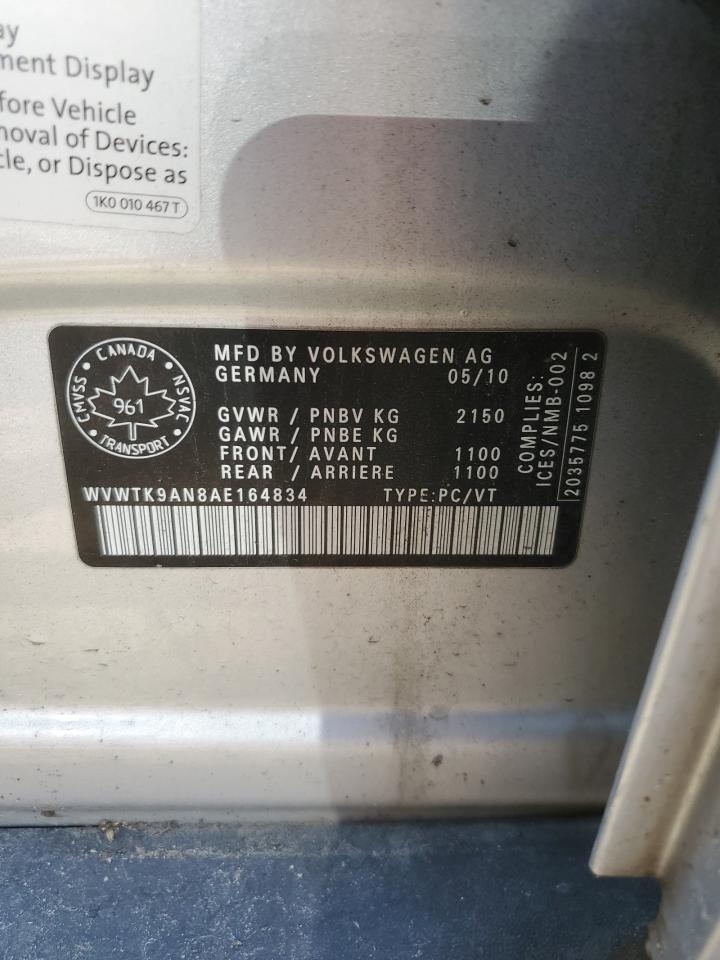 ay
ment Display
fore Vehicle
moval of Devices:
cle, or Dispose as
1K0 010 467 T
CANADA
CMVSS
NSVAC
961
TRANSPORT
MFD BY VOLKSWAGEN AG
GERMANY 05/10
GVWR / PNBV KG 2150
GAWR / PNBE KG
FRONT/ AVANT 1100
REAR / ARRIERE 1100
WVWTK9AN8AE164834 TYPE:PC/VT
COMPLIES:
ICES/NMB-002
2035775 1098 2